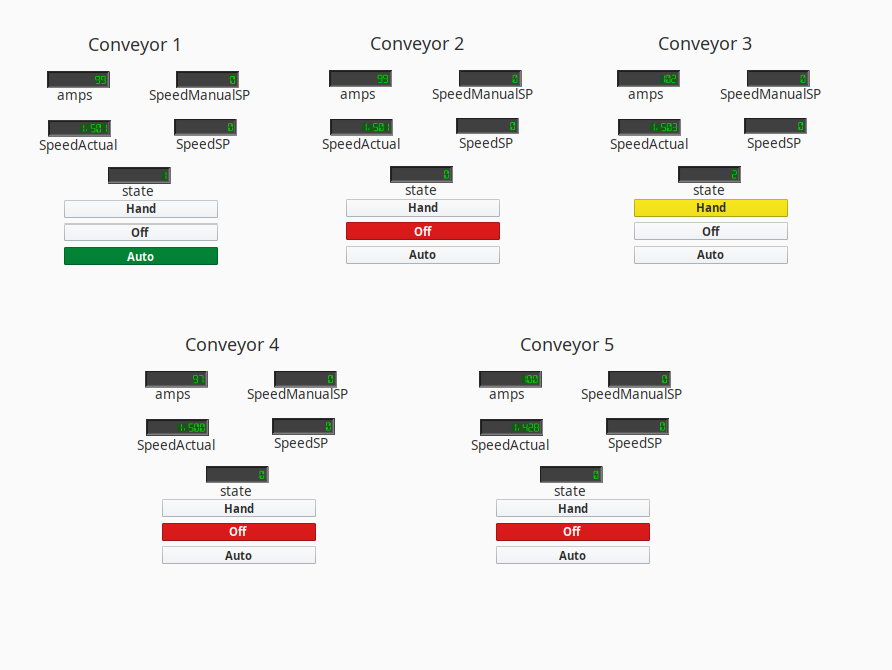 Conveyor 1
99
0
amps
SpeedManualSP
1,501
0
SpeedActual
SpeedSP
1
state
Hand
Off
Auto
Conveyor 2
99
0
amps
SpeedManualSP
1,501
0
SpeedActual
SpeedSP
0
state
Hand
Off
Auto
Conveyor 3
102
0
amps
SpeedManualSP
1,503
0
SpeedActual
SpeedSP
2
state
Hand
Off
Auto
Conveyor 4
97
0
amps
SpeedManualSP
1,500
0
SpeedActual
SpeedSP
0
state
Hand
Off
Auto
Conveyor 5
100
0
amps
SpeedManualSP
1,428
0
SpeedActual
SpeedSP
0
state
Hand
Off
Auto